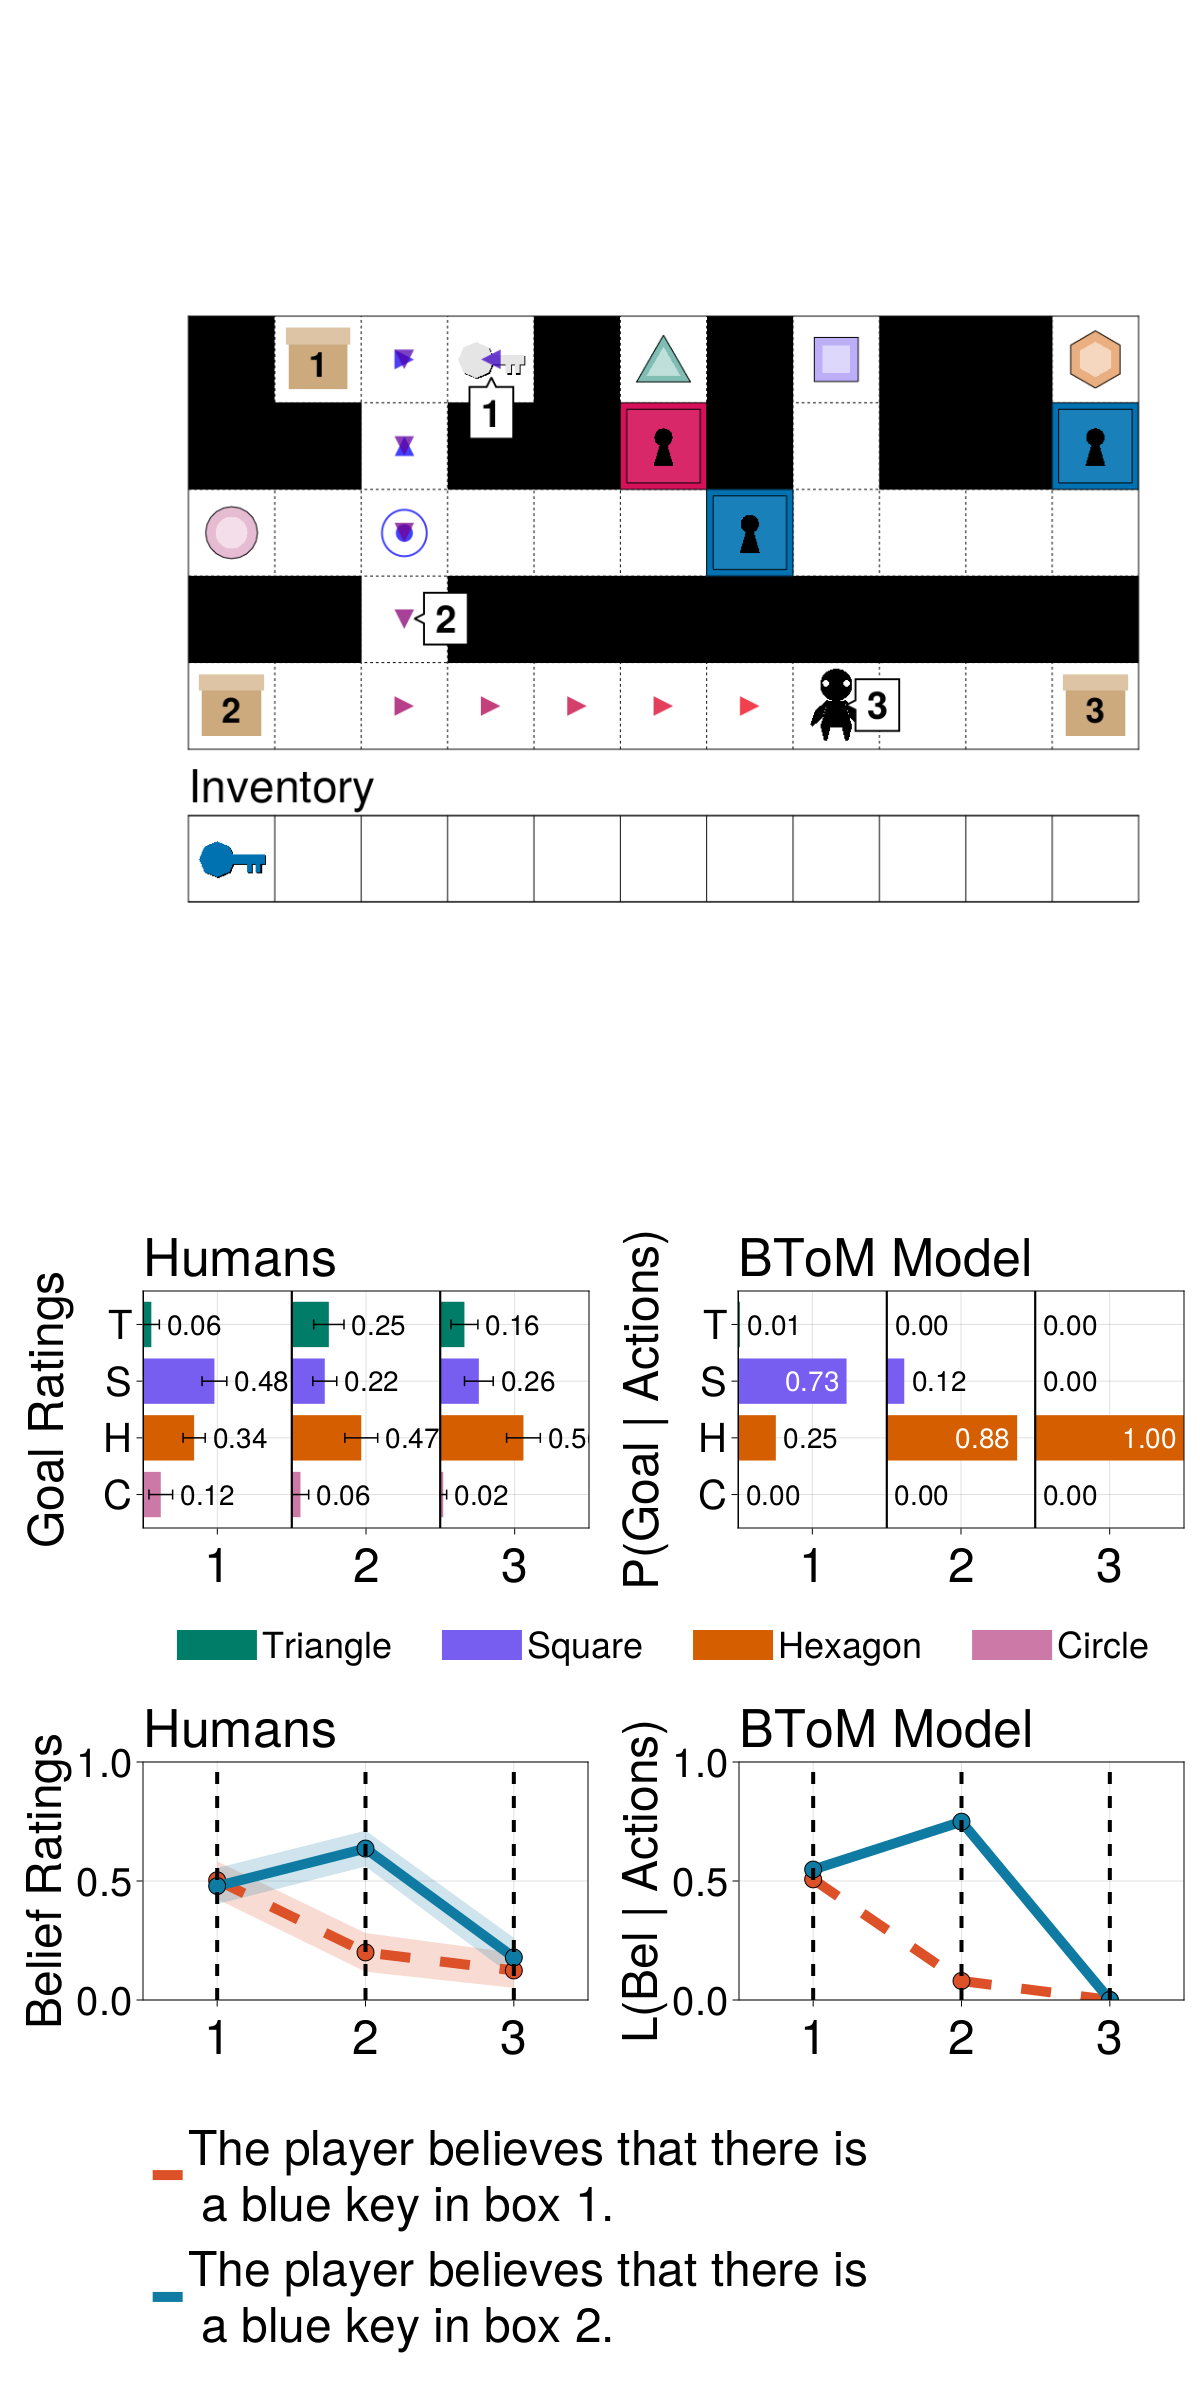 1
1
2
2
3
3
Inventory
Humans
BToM Model
Goal Ratings
T 0.06 0.25 0.16
S 0.48 0.22 0.26
H 0.34 0.47 0.5
C 0.12 0.06 0.02
1 2 3
P(Goal | Actions)
T 0.01 0.00 0.00
S 0.73 0.12 0.00
H 0.25 0.88 1.00
C 0.00 0.00 0.00
1 2 3
Triangle Square Hexagon Circle
Humans
BToM Model
Belief Ratings
1.0
0.5
0.0
1 2 3
L(Bel | Actions)
1.0
0.5
0.0
1 2 3
The player believes that there is
a blue key in box 1.
The player believes that there is
a blue key in box 2.